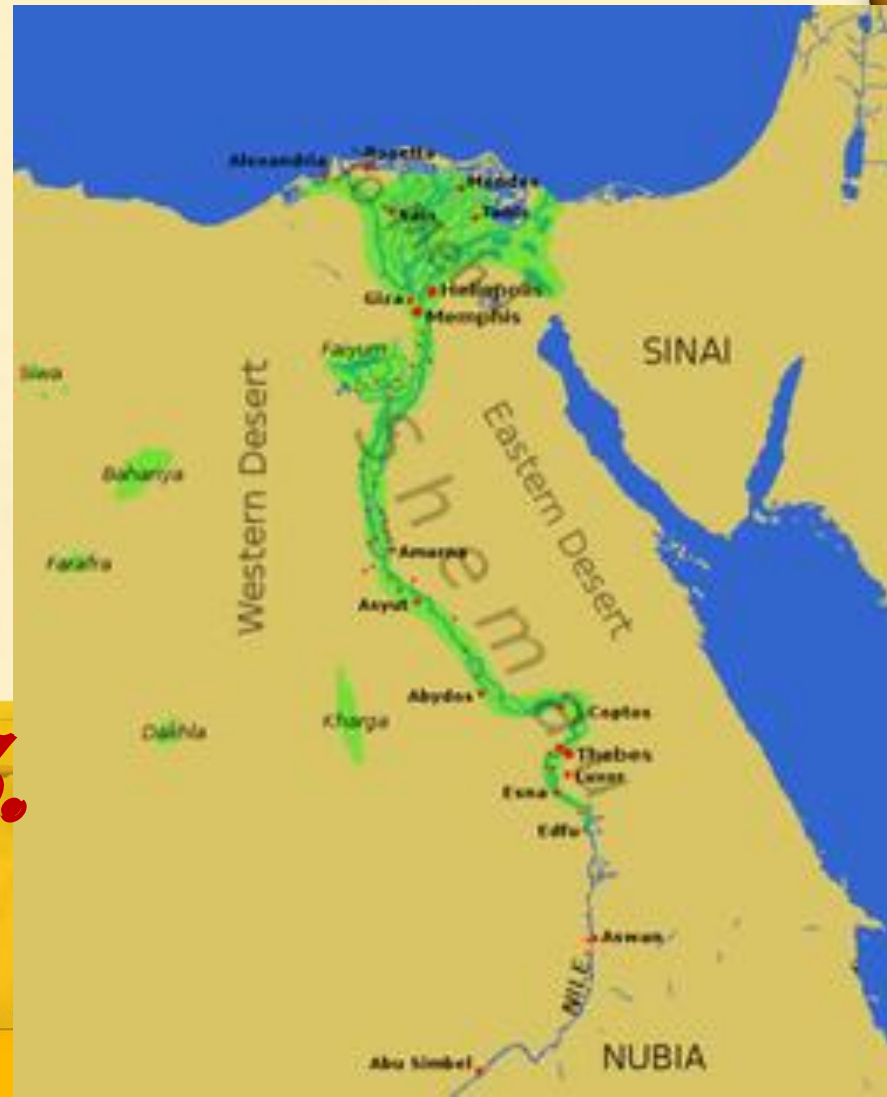 Alexandria
Rosetta
Mendes
Sais
Tanis
Heliopolis
Giza
Memphis
Faiyum
SINAI
Siwa
Western Desert
Eastern Desert
Shemau
Bahariya
Farafra
Amarna
Asyut
Abydos
Coptos
Dakhla
Kharga
Thebes
Esna
Edfu
Aswan
NILE
Abu Simbel
NUBIA